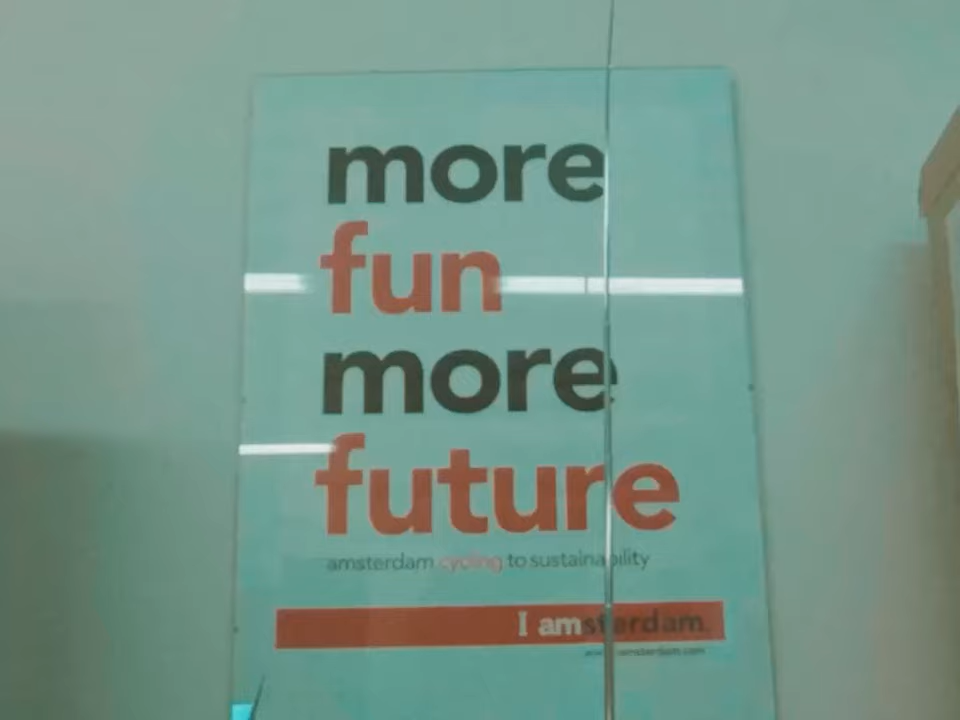 more
fun
more
future
amsterdam cycling to sustainability
I amsterdam.